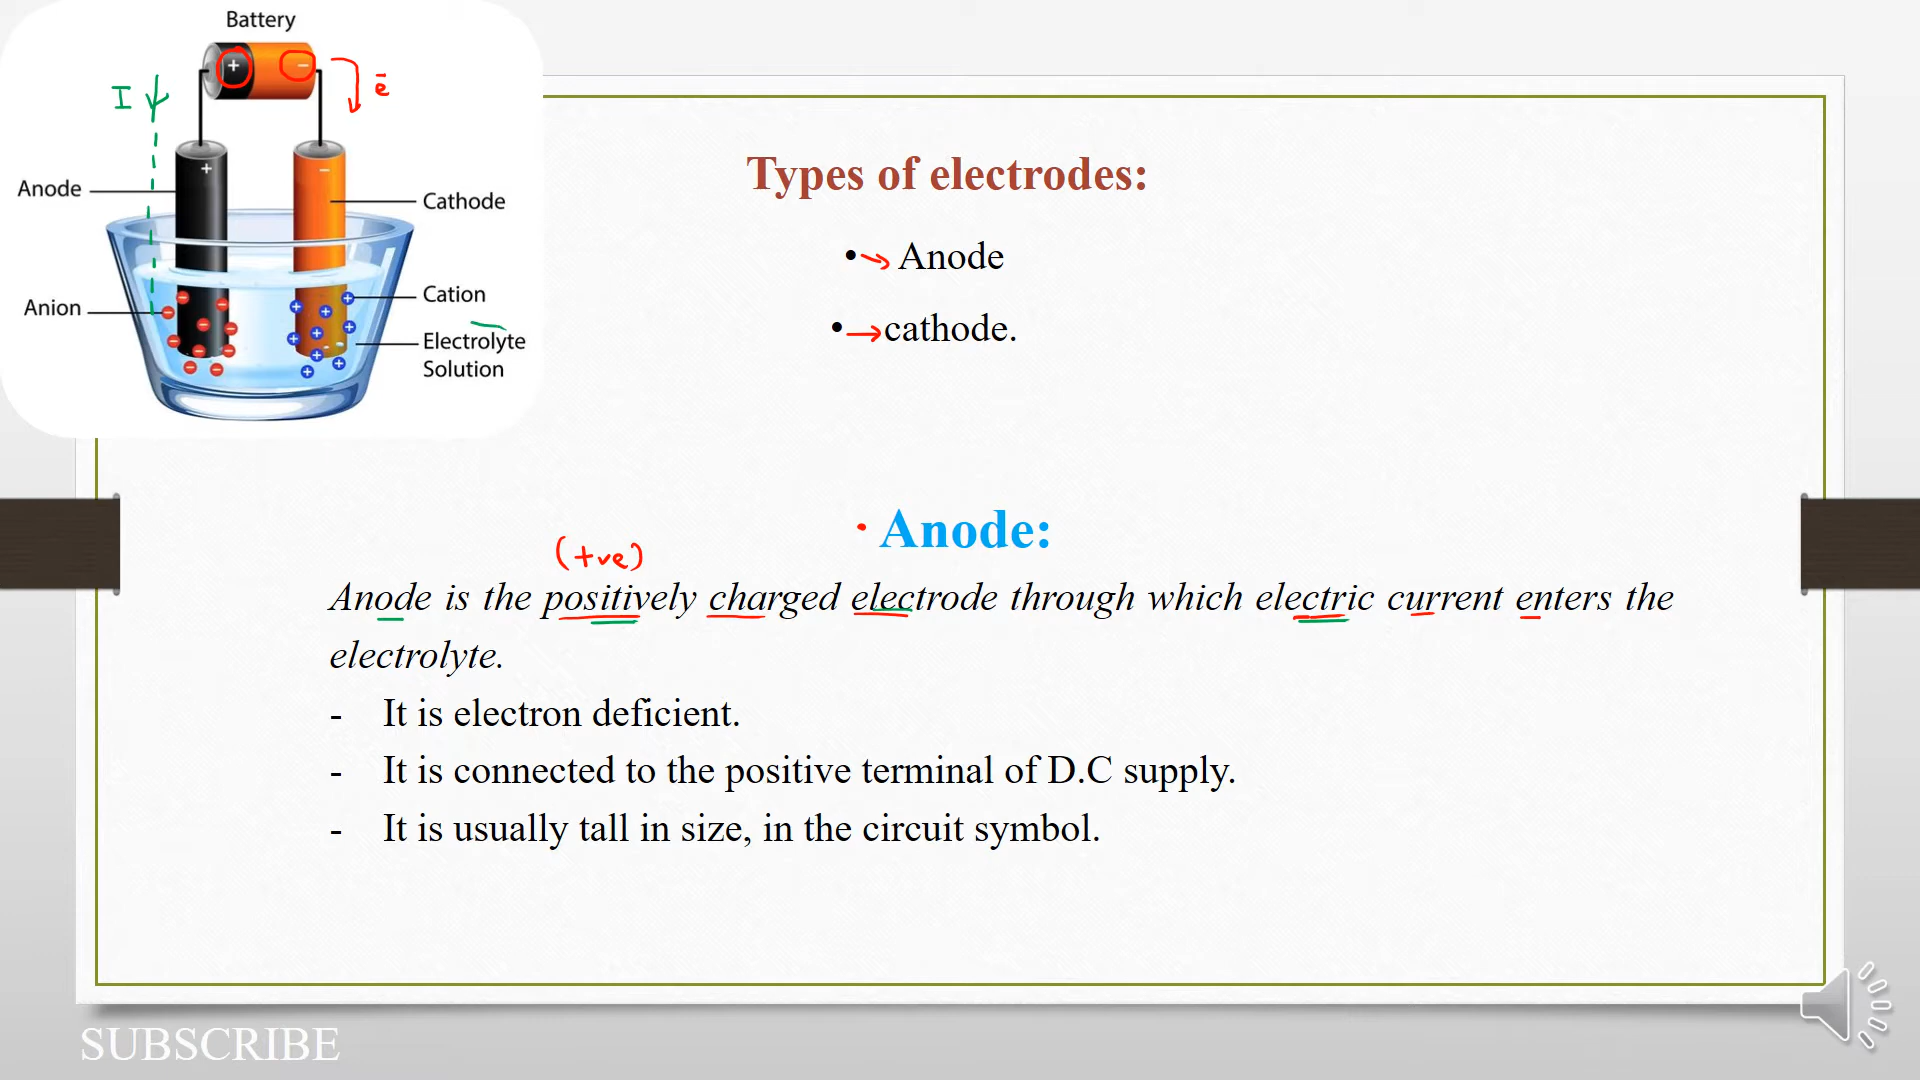 Battery
+
−
I
ē
+
−
Anode
Cathode
Anion
Cation
Electrolyte
Solution
Types of electrodes:
• Anode
• cathode.
Anode:
(+ve)
Anode is the positively charged electrode through which electric current enters the
electrolyte.
- It is electron deficient.
- It is connected to the positive terminal of D.C supply.
- It is usually tall in size, in the circuit symbol.
SUBSCRIBE